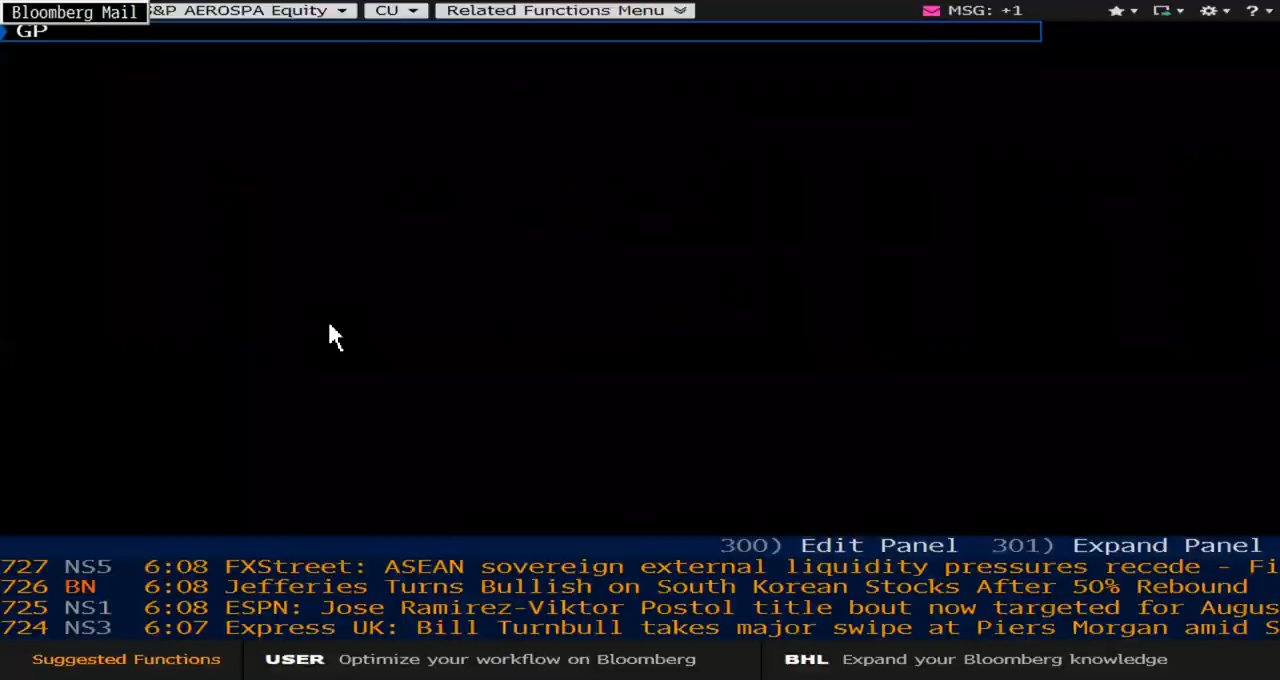 Bloomberg Mail &P AEROSPA Equity CU Related Functions Menu MSG: +1 ?
GP
300) Edit Panel 301) Expand Panel
727 NS5 6:08 FXStreet: ASEAN sovereign external liquidity pressures recede - Fi
726 BN 6:08 Jefferies Turns Bullish on South Korean Stocks After 50% Rebound
725 NS1 6:08 ESPN: Jose Ramirez-Viktor Postol title bout now targeted for Augus
724 NS3 6:07 Express UK: Bill Turnbull takes major swipe at Piers Morgan amid S
Suggested Functions USER Optimize your workflow on Bloomberg BHL Expand your Bloomberg knowledge